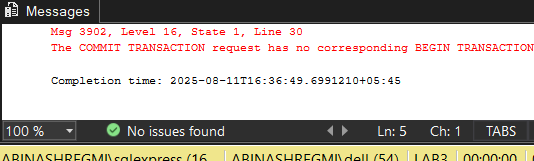 Messages
Msg 3902, Level 16, State 1, Line 30
The COMMIT TRANSACTION request has no corresponding BEGIN TRANSACTION
Completion time: 2025-08-11T16:36:49.6991210+05:45
100 % No issues found Ln: 5 Ch: 1 TABS
ABINASHREGMI\sqlexpress (16... ABINASHREGMI\dell (54) LAB3 00:00:00